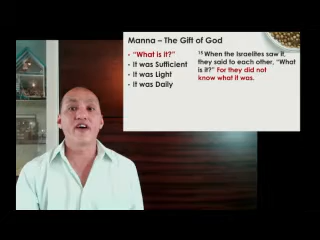 Manna – The Gift of God
- "What is it?"
- It was Sufficient
- It was Light
- It was Daily
15 When the Israelites saw it,
they said to each other, "What
is it?" For they did not
know what it was.